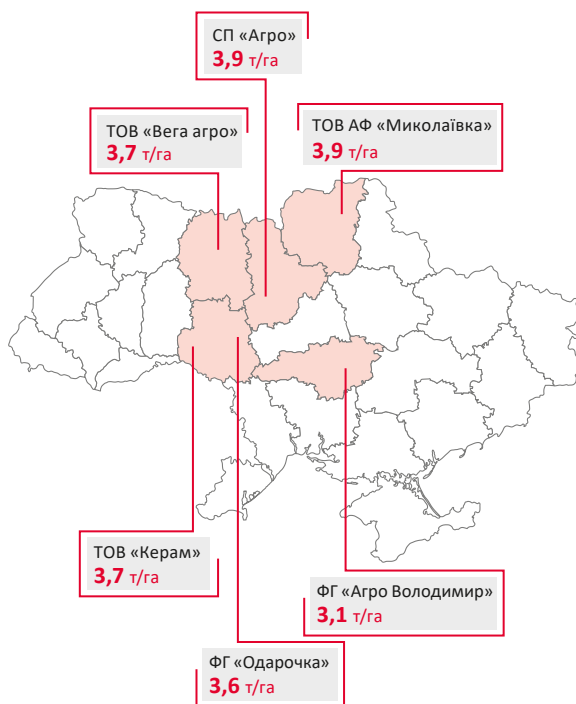 СП «Агро»
3,9 т/га
ТОВ «Вега агро»
3,7 т/га
ТОВ АФ «Миколаївка»
3,9 т/га
ТОВ «Керам»
3,7 т/га
ФГ «Агро Володимир»
3,1 т/га
ФГ «Одарочка»
3,6 т/га